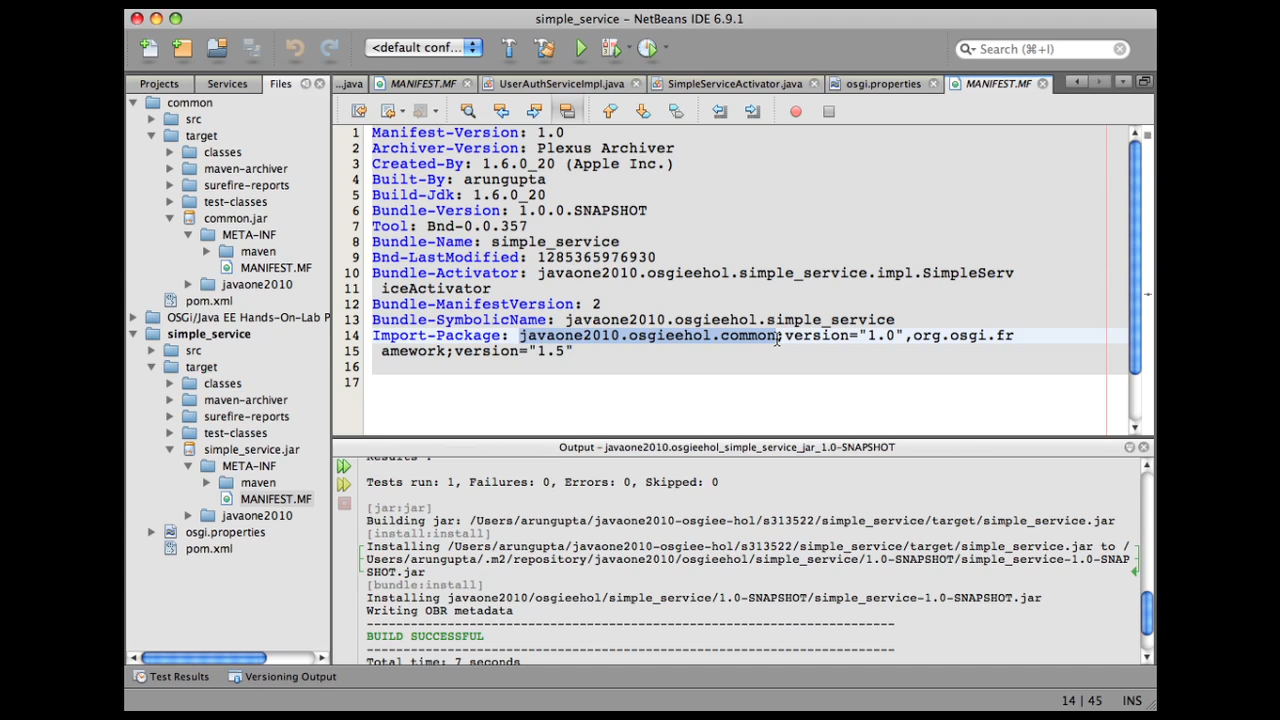 simple_service – NetBeans IDE 6.9.1
<default conf...
Search (⌘+I)
Projects
Services
Files
...java
MANIFEST.MF
UserAuthServiceImpl.java
SimpleServiceActivator.java
osgi.properties
MANIFEST.MF
common
src
target
classes
maven-archiver
surefire-reports
test-classes
common.jar
META-INF
maven
MANIFEST.MF
javaone2010
pom.xml
OSGi/Java EE Hands-On-Lab P
simple_service
src
target
classes
maven-archiver
surefire-reports
test-classes
simple_service.jar
META-INF
maven
MANIFEST.MF
javaone2010
osgi.properties
pom.xml
1 Manifest-Version: 1.0
2 Archiver-Version: Plexus Archiver
3 Created-By: 1.6.0_20 (Apple Inc.)
4 Built-By: arungupta
5 Build-Jdk: 1.6.0_20
6 Bundle-Version: 1.0.0.SNAPSHOT
7 Tool: Bnd-0.0.357
8 Bundle-Name: simple_service
9 Bnd-LastModified: 1285365976930
10 Bundle-Activator: javaone2010.osgieehol.simple_service.impl.SimpleServ
11 iceActivator
12 Bundle-ManifestVersion: 2
13 Bundle-SymbolicName: javaone2010.osgieehol.simple_service
14 Import-Package: javaone2010.osgieehol.common;version="1.0",org.osgi.fr
15 amework;version="1.5"
16
17
Output – javaone2010.osgieehol_simple_service_jar_1.0-SNAPSHOT
Results :
Tests run: 1, Failures: 0, Errors: 0, Skipped: 0
[jar:jar]
Building jar: /Users/arungupta/javaone2010-osgiee-hol/s313522/simple_service/target/simple_service.jar
[install:install]
Installing /Users/arungupta/javaone2010-osgiee-hol/s313522/simple_service/target/simple_service.jar to /
Users/arungupta/.m2/repository/javaone2010/osgieehol/simple_service/1.0-SNAPSHOT/simple_service-1.0-SNAP
SHOT.jar
[bundle:install]
Installing javaone2010/osgieehol/simple_service/1.0-SNAPSHOT/simple_service-1.0-SNAPSHOT.jar
Writing OBR metadata
------------------------------------------------------------------------
BUILD SUCCESSFUL
------------------------------------------------------------------------
Total time: 7 seconds
Test Results
Versioning Output
14 | 45
INS